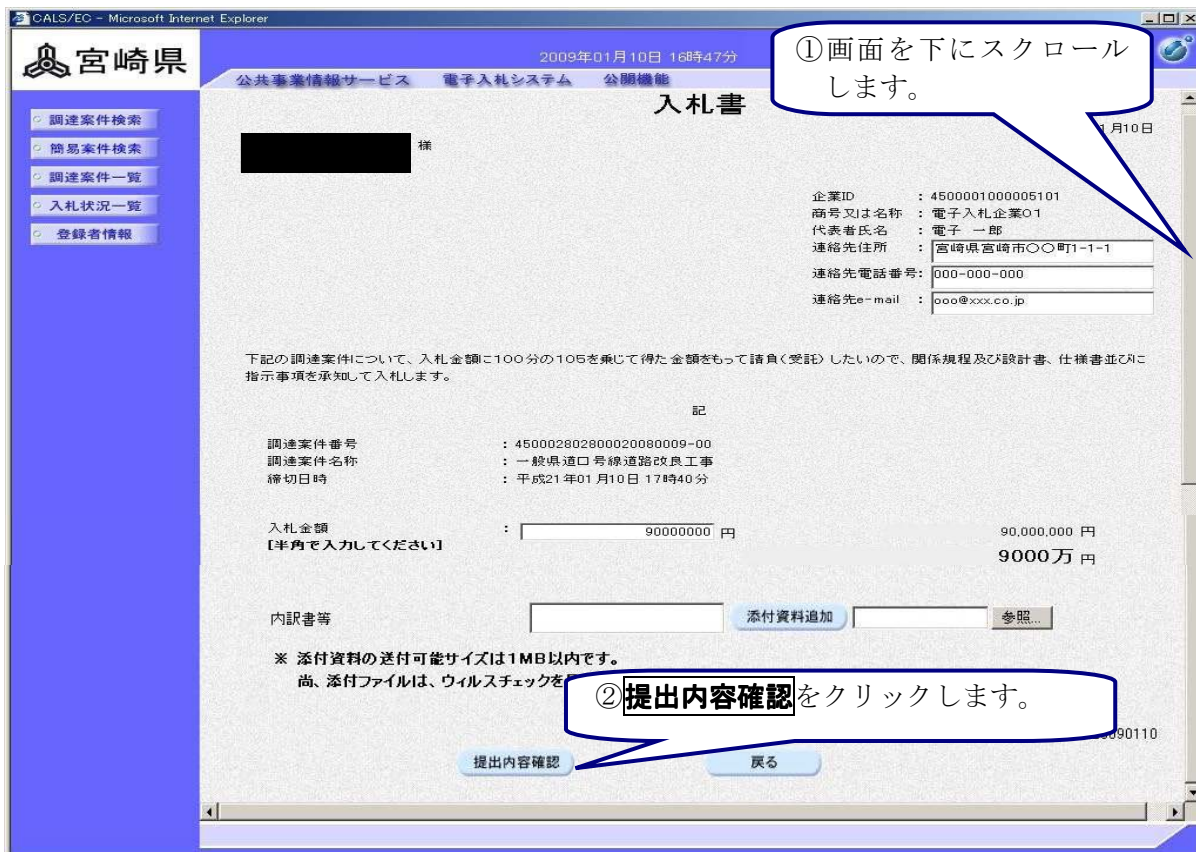 CALS/EC - Microsoft Internet Explorer
宮崎県
2009年01月10日 16時47分
公共事業情報サービス 電子入札システム 公開機能
①画面を下にスクロール
します。
調達案件検索
簡易案件検索
調達案件一覧
入札状況一覧
登録者情報
入札書
月10日
様
企業ID : 4500001000005101
商号又は名称 : 電子入札企業01
代表者氏名 : 電子 一郎
連絡先住所 : 宮崎県宮崎市〇〇町1-1-1
連絡先電話番号: 000-000-000
連絡先e-mail : ooo@xxx.co.jp
下記の調達案件について、入札金額に100分の105を乗じて得た金額をもって請負(受託)したいので、関係規程及び設計書、仕様書並びに
指示事項を承知して入札します。
記
調達案件番号 : 450002802800020080009-00
調達案件名称 : 一般県道口号線道路改良工事
締切日時 : 平成21年01月10日 17時40分
入札金額 : 90000000 円 90,000,000 円
[半角で入力してください] 9000万 円
内訳書等 添付資料追加 参照...
※ 添付資料の送付可能サイズは1MB以内です。
尚、添付ファイルは、ウィルスチェックを
②提出内容確認をクリックします。
90110
提出内容確認 戻る